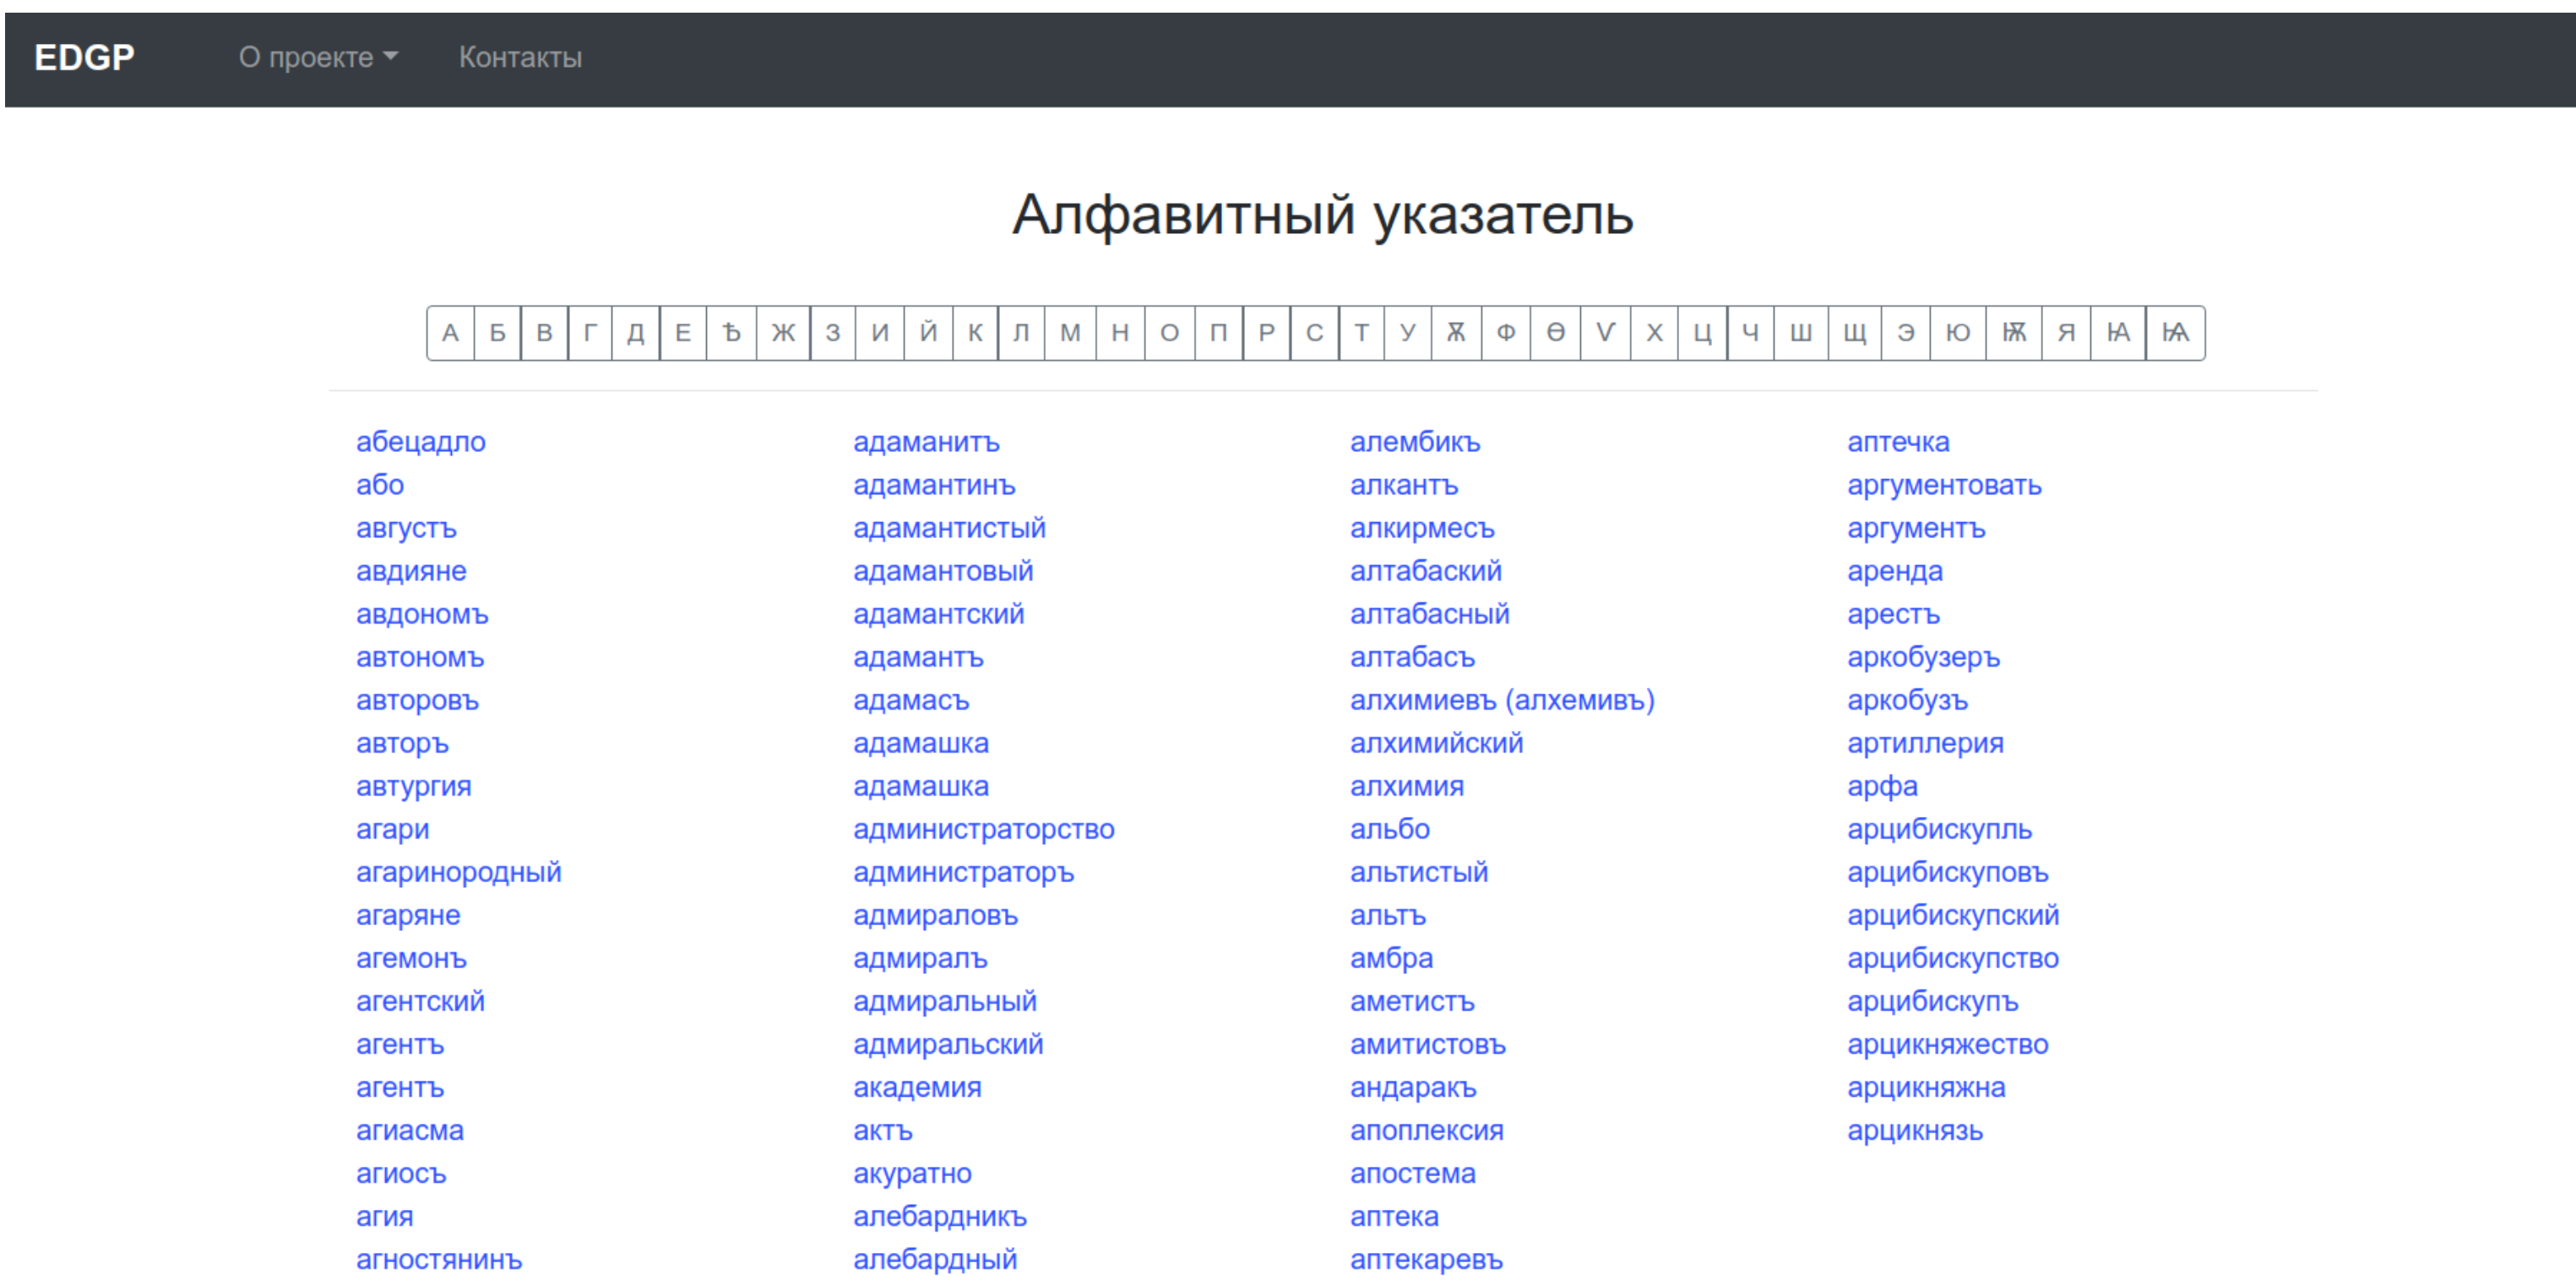 EDGP О проекте Контакты
Алфавитный указатель
А Б В Г Д Е Ѣ Ж З И Й К Л М Н О П Р С Т У Ѫ Ф Ѳ Ѵ Х Ц Ч Ш Щ Э Ю Ѭ Я Ꙗ Ѩ
абецадло
або
августъ
авдияне
авдономъ
автономъ
авторовъ
авторъ
автургия
агари
агаринородный
агаряне
агемонъ
агентский
агентъ
агентъ
агиасма
агиосъ
агия
агностянинъ
адаманитъ
адамантинъ
адамантистый
адамантовый
адамантский
адамантъ
адамасъ
адамашка
адамашка
администраторство
администраторъ
адмираловъ
адмиралъ
адмиральный
адмиральский
академия
актъ
акуратно
алебардникъ
алебардный
алембикъ
алкантъ
алкирмесъ
алтабаский
алтабасный
алтабасъ
алхимиевъ (алхемивъ)
алхимийский
алхимия
альбо
альтистый
альтъ
амбра
аметистъ
амитистовъ
андаракъ
апоплексия
апостема
аптека
аптекаревъ
аптечка
аргументовать
аргументъ
аренда
арестъ
аркобузеръ
аркобузъ
артиллерия
арфа
арцибискупль
арцибискуповъ
арцибискупский
арцибискупство
арцибискупъ
арцикняжество
арцикняжна
арцикнязь